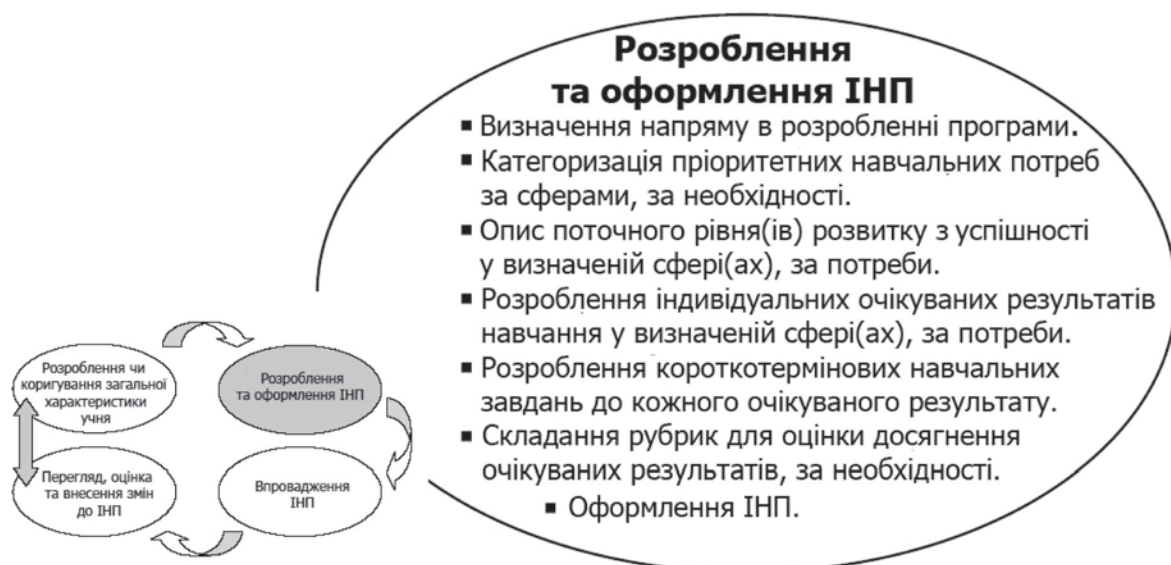 Розроблення
та оформлення ІНП
▪ Визначення напряму в розробленні програми.
▪ Категоризація пріоритетних навчальних потреб
за сферами, за необхідності.
▪ Опис поточного рівня(ів) розвитку з успішності
у визначеній сфері(ах), за потреби.
▪ Розроблення індивідуальних очікуваних результатів
навчання у визначеній сфері(ах), за потреби.
▪ Розроблення короткотермінових навчальних
завдань до кожного очікуваного результату.
▪ Складання рубрик для оцінки досягнення
очікуваних результатів, за необхідності.
▪ Оформлення ІНП.
Розроблення чи
коригування загальної
характеристики
учня
Розроблення
та оформлення ІНП
Перегляд, оцінка
та внесення змін
до ІНП
Впровадження
ІНП